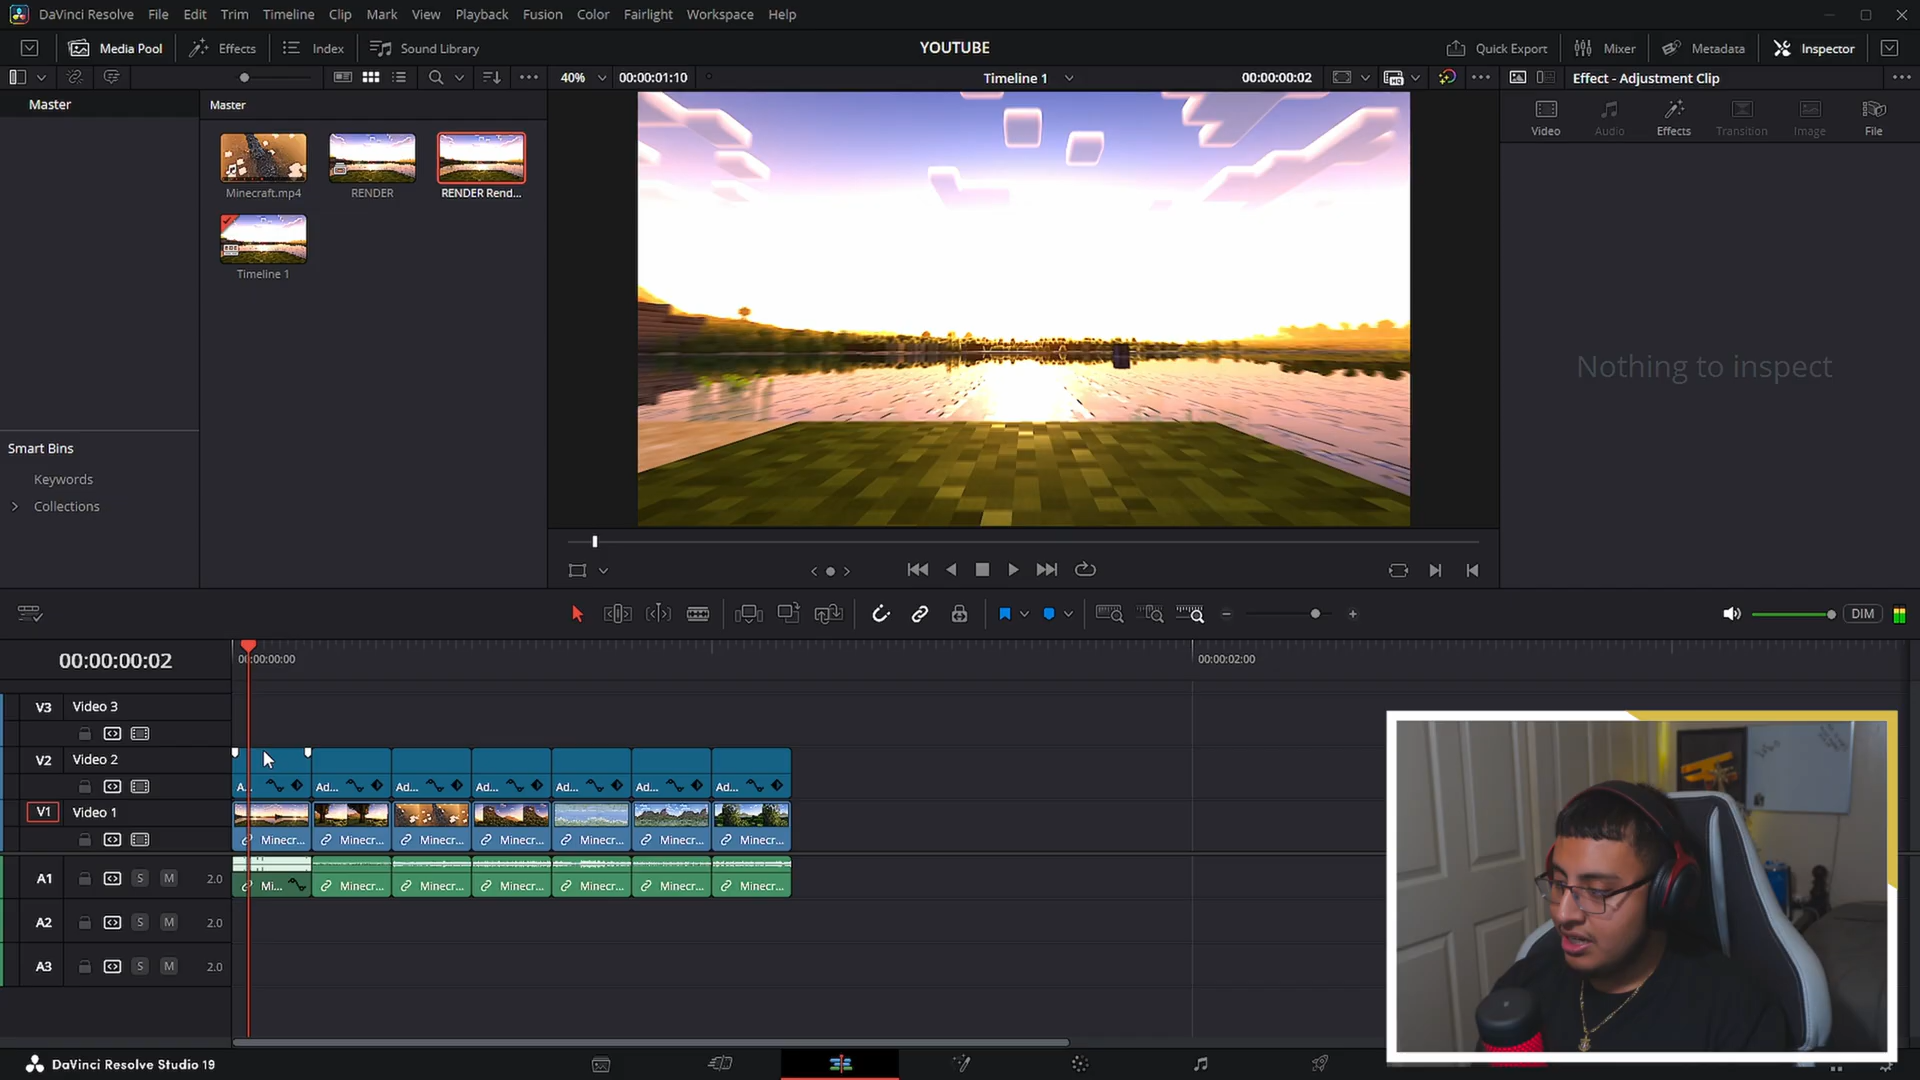 DaVinci Resolve File Edit Trim Timeline Clip Mark View Playback Fusion Color Fairlight Workspace Help
Media Pool Effects Index Sound Library YOUTUBE Quick Export Mixer Metadata Inspector
40% 00:00:01:10 Timeline 1 00:00:00:02 Effect - Adjustment Clip
Master
Master
Video Audio Effects Transition Image File
Minecraft.mp4 RENDER RENDER Rend...
Timeline 1
Nothing to inspect
Smart Bins
Keywords
Collections
DIM
00:00:00:02
00:00:00:00 00:00:02:00
V3 Video 3
V2 Video 2
A... Ad... Ad... Ad... Ad... Ad... Ad...
V1 Video 1
Minecr... Minecr... Minecr... Minecr... Minecr... Minecr... Minecr...
A1 S M 2.0 Mi... Minecr... Minecr... Minecr... Minecr... Minecr... Minecr...
A2 S M 2.0
A3 S M 2.0
DaVinci Resolve Studio 19